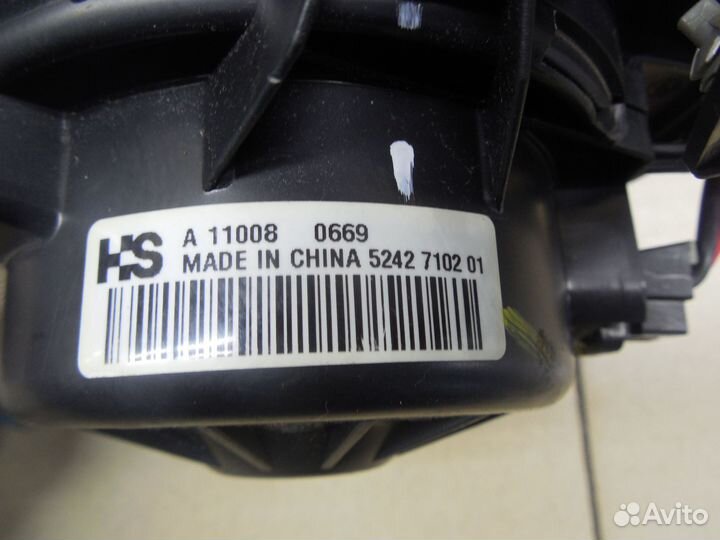 HS A 11008 0669
MADE IN CHINA 5242 7102 01
Avito